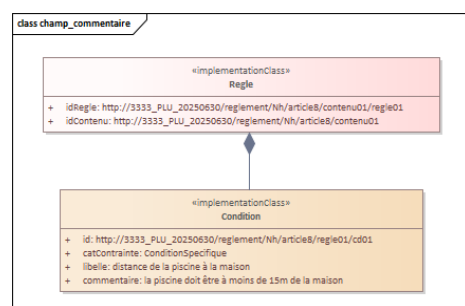 class champ_commentaire
«implementationClass»
Regle
+ idRegle: http://3333_PLU_20250630/reglement/Nh/article8/contenu01/regle01
+ idContenu: http://3333_PLU_20250630/reglement/Nh/article8/contenu01
«implementationClass»
Condition
+ id: http://3333_PLU_20250630/reglement/Nh/article8/regle01/cd01
+ catContrainte: ConditionSpecifique
+ libelle: distance de la piscine à la maison
+ commentaire: la piscine doit être à moins de 15m de la maison